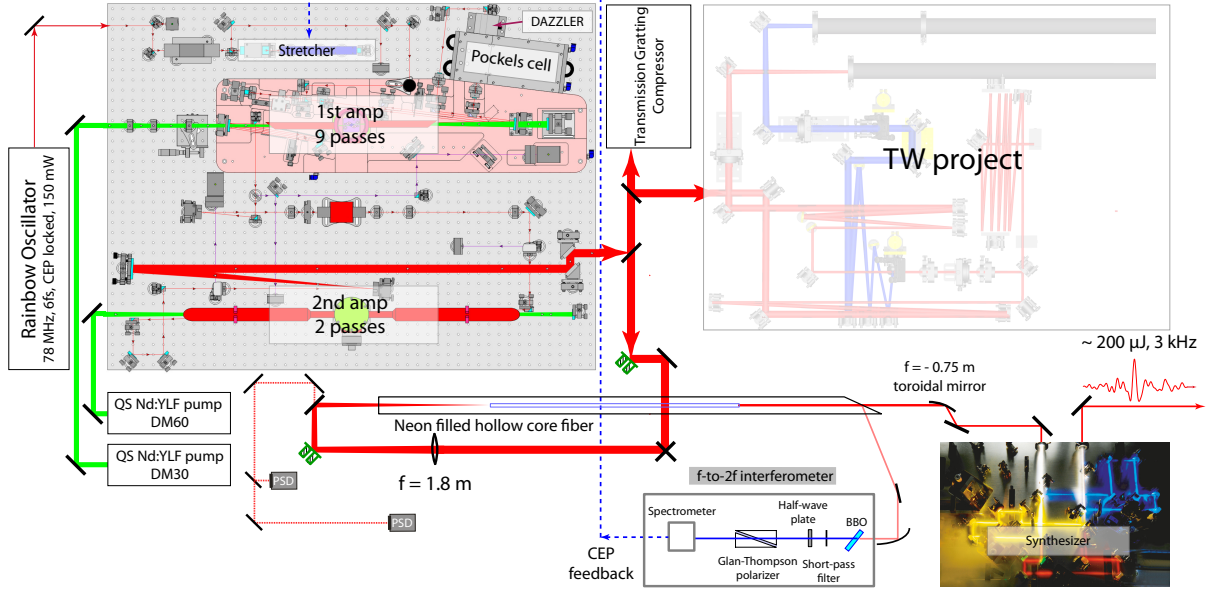 DAZZLER
Stretcher
Pockels cell
1st amp
9 passes
Transmission Gratting
Compressor
TW project
Rainbow Oscillator
78 MHz, 6fs, CEP locked, 150 mW
2nd amp
2 passes
~ 200 μJ, 3 kHz
f = - 0.75 m
toroidal mirror
QS Nd:YLF pump
DM60
Neon filled hollow core fiber
QS Nd:YLF pump
DM30
f = 1.8 m
PSD
PSD
f-to-2f interferometer
Spectrometer
Half-wave
plate
BBO
Glan-Thompson
polarizer
Short-pass
filter
CEP
feedback
Synthesizer